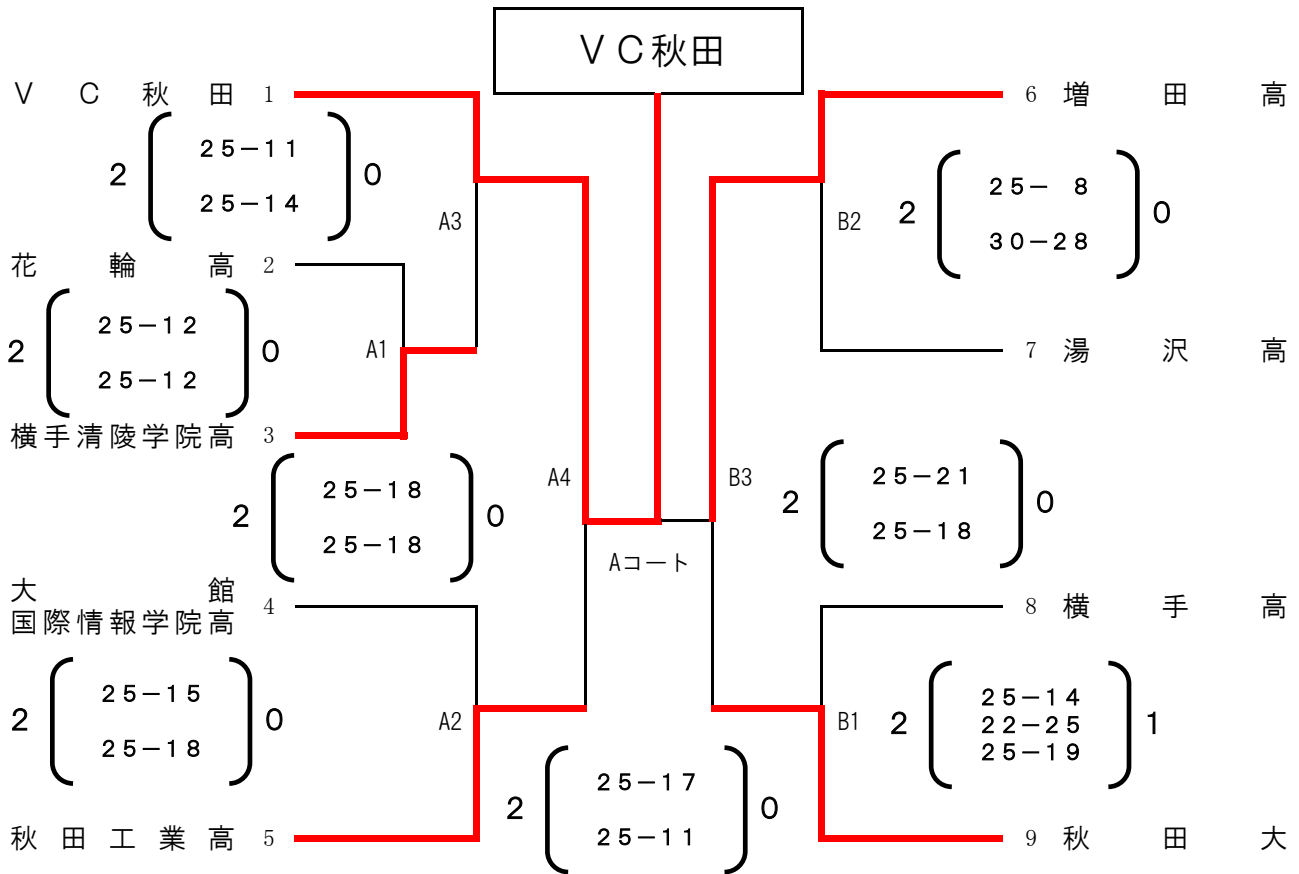 ＶＣ秋田
Ｖ Ｃ 秋 田 1
2 25－11 0
25－14
A3
花 輪 高 2
2 25－12 0
25－12
A1
横手清陵学院高 3
2 25－18 0
25－18
A4
大 館
国際情報学院高 4
2 25－15 0
25－18
A2
秋田工業高 5
Aコート
2 25－17 0
25－11
6 増 田 高
2 25－ 8 0
30－28
B2
7 湯 沢 高
B3
2 25－21 0
25－18
8 横 手 高
B1
2 25－14 1
22－25
25－19
9 秋 田 大